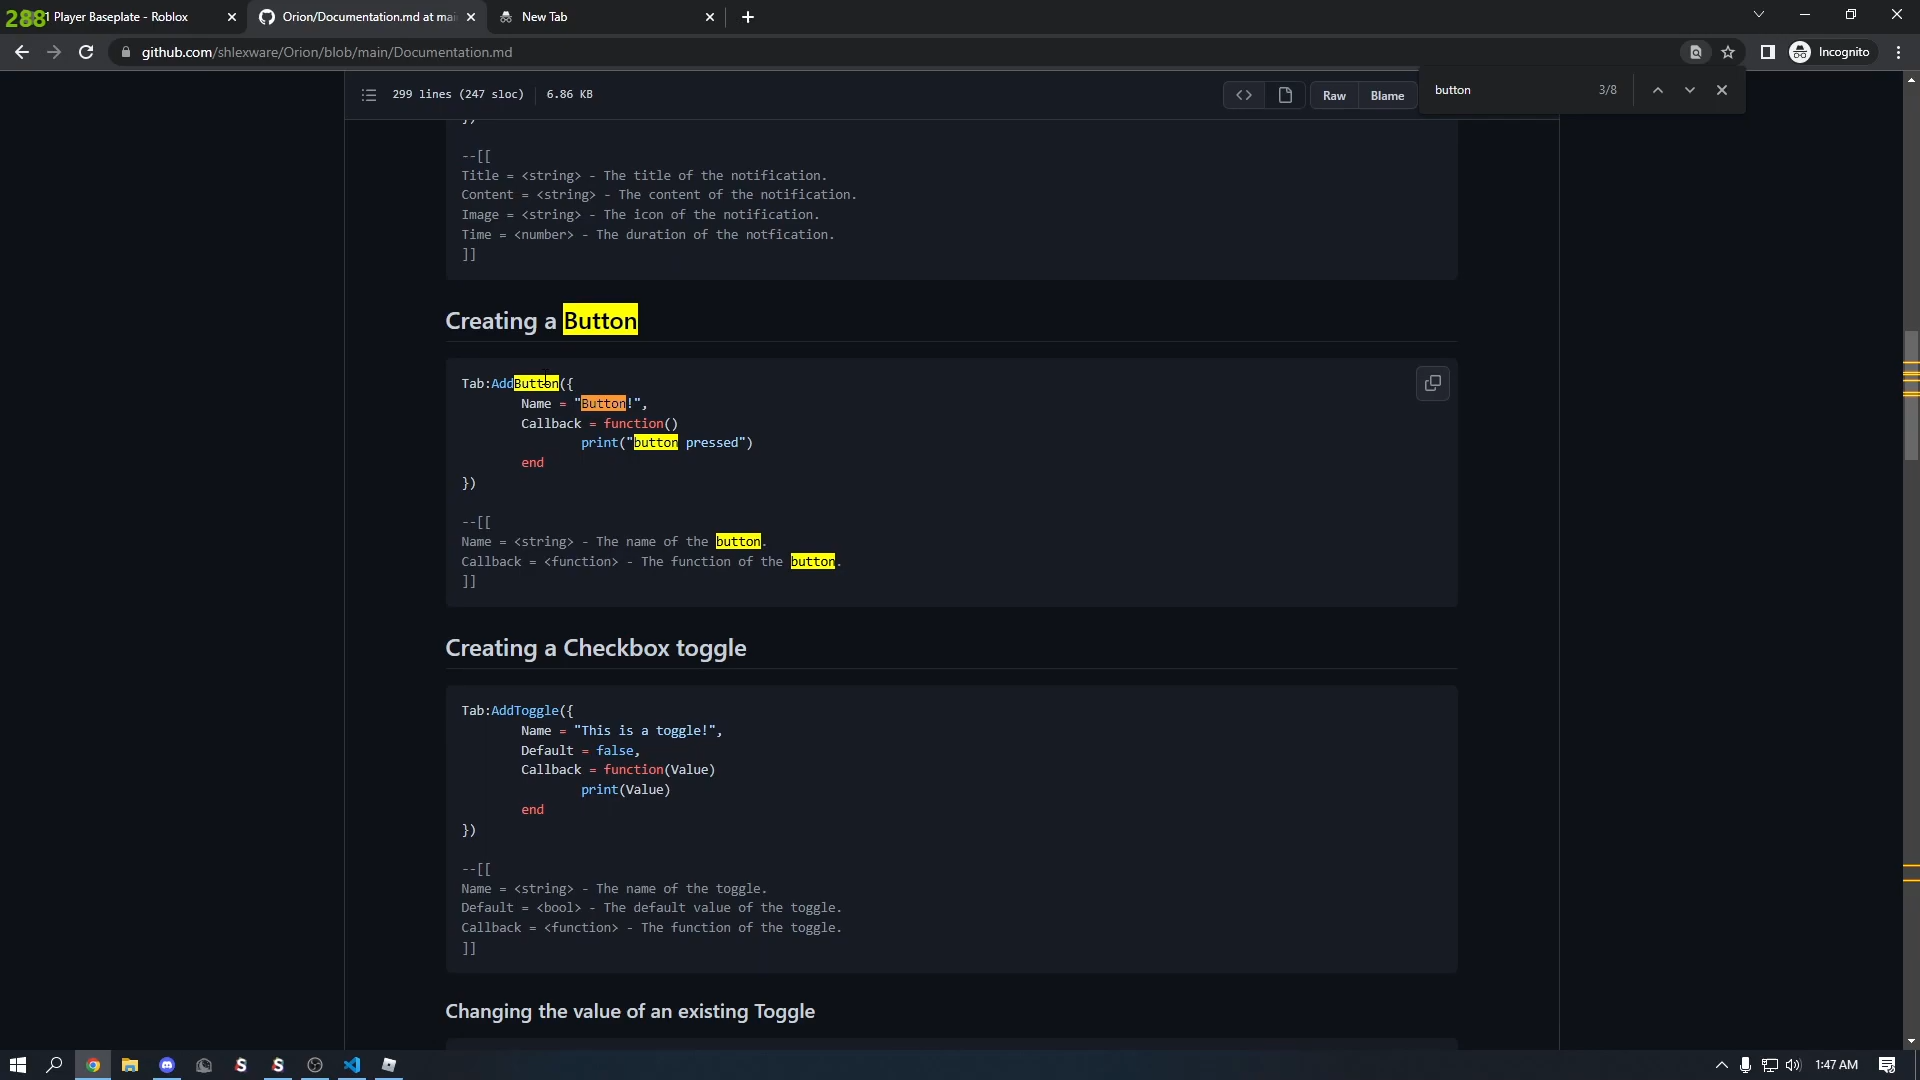 288
1 Player Baseplate - Roblox
Orion/Documentation.md at mai
New Tab
github.com/shlexware/Orion/blob/main/Documentation.md
Incognito
299 lines (247 sloc)
6.86 KB
Raw
Blame
button
3/8
})
--[[
Title = <string> - The title of the notification.
Content = <string> - The content of the notification.
Image = <string> - The icon of the notification.
Time = <number> - The duration of the notfication.
]]
Creating a Button
Tab:AddButton({
Name = "Button!",
Callback = function()
print("button pressed")
end
})
--[[
Name = <string> - The name of the button.
Callback = <function> - The function of the button.
]]
Creating a Checkbox toggle
Tab:AddToggle({
Name = "This is a toggle!",
Default = false,
Callback = function(Value)
print(Value)
end
})
--[[
Name = <string> - The name of the toggle.
Default = <bool> - The default value of the toggle.
Callback = <function> - The function of the toggle.
]]
Changing the value of an existing Toggle
1:47 AM